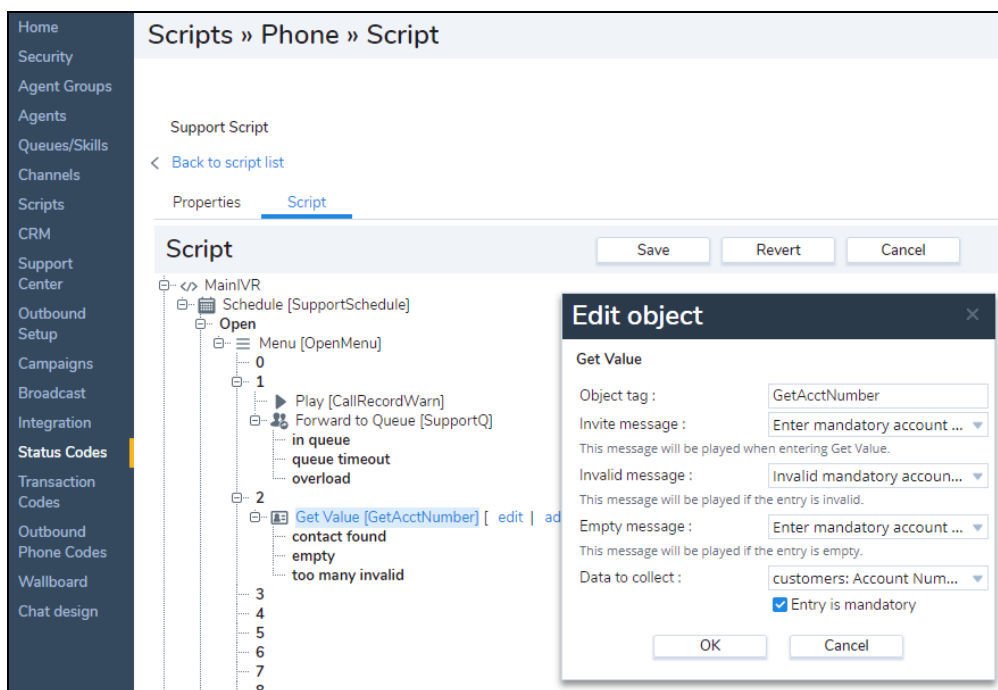 Home
Security
Agent Groups
Agents
Queues/Skills
Channels
Scripts
CRM
Support
Center
Outbound
Setup
Campaigns
Broadcast
Integration
Status Codes
Transaction
Codes
Outbound
Phone Codes
Wallboard
Chat design
Scripts » Phone » Script
Support Script
< Back to script list
Properties Script
Script Save Revert Cancel
</> MainIVR
Schedule [SupportSchedule]
Open
Menu [OpenMenu]
0
1
Play [CallRecordWarn]
Forward to Queue [SupportQ]
in queue
queue timeout
overload
2
Get Value [GetAcctNumber] [ edit | ad
contact found
empty
too many invalid
3
4
5
6
7
8
Edit object ×
Get Value
Object tag : GetAcctNumber
Invite message : Enter mandatory account ...
This message will be played when entering Get Value.
Invalid message : Invalid mandatory accoun...
This message will be played if the entry is invalid.
Empty message : Enter mandatory account ...
This message will be played if the entry is empty.
Data to collect : customers: Account Num...
Entry is mandatory
OK Cancel